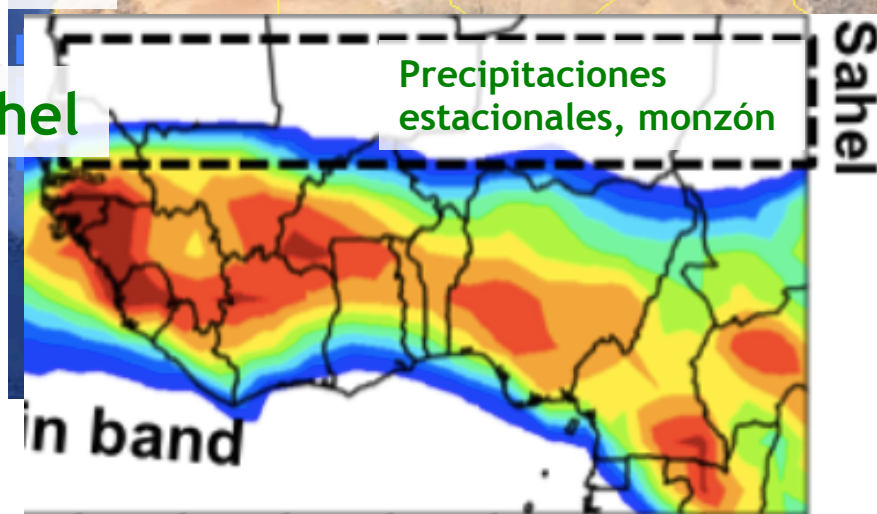 Precipitaciones
estacionales, monzón
hel
Sahel
in band